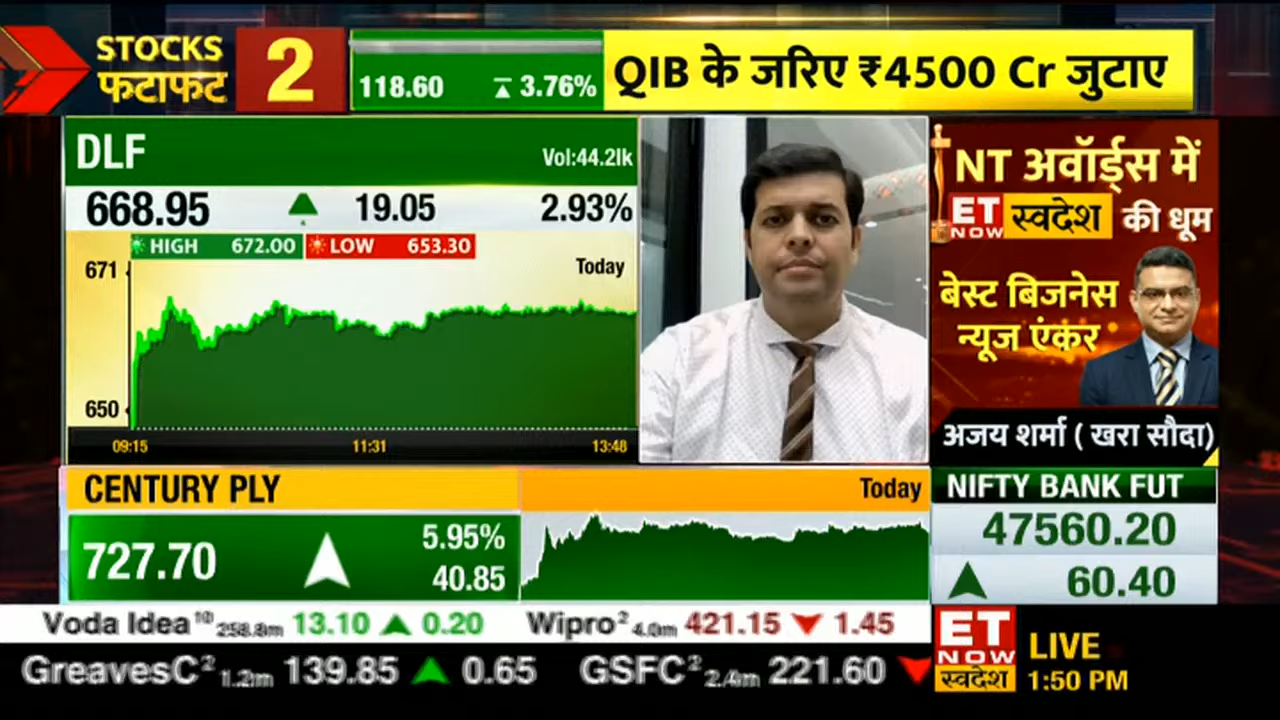 STOCKS
फटाफट
2
118.60 3.76%
QIB के जरिए ₹4500 Cr जुटाए
DLF
Vol:44.2lk
668.95 19.05 2.93%
HIGH 672.00 LOW 653.30
671
Today
650
09:15 11:31 13:48
NT अवॉर्ड्स में
ET NOW स्वदेश की धूम
बेस्ट बिजनेस
न्यूज एंकर
अजय शर्मा ( खरा सौदा)
CENTURY PLY
Today
727.70
5.95%
40.85
NIFTY BANK FUT
47560.20
60.40
Voda Idea 10 258.8m 13.10 0.20 Wipro 2 4.0m 421.15 1.45
GreavesC 2 1.2m 139.85 0.65 GSFC 2 2.4m 221.60
ET
NOW
स्वदेश
LIVE
1:50 PM